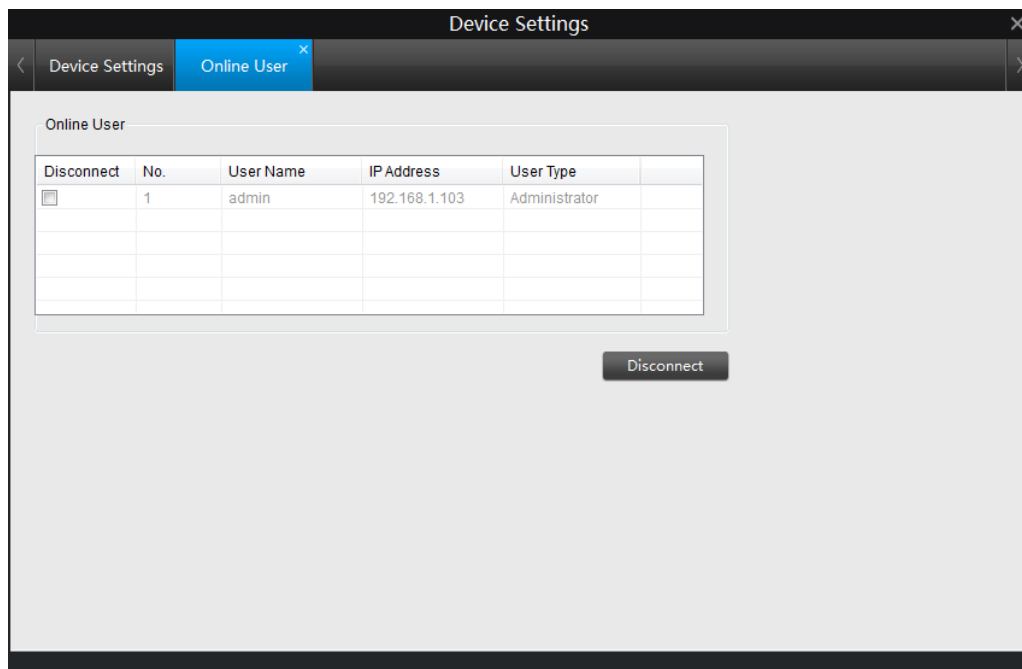 Device Settings
Device Settings
Online User
Online User
Disconnect No. User Name IP Address User Type
1 admin 192.168.1.103 Administrator
Disconnect